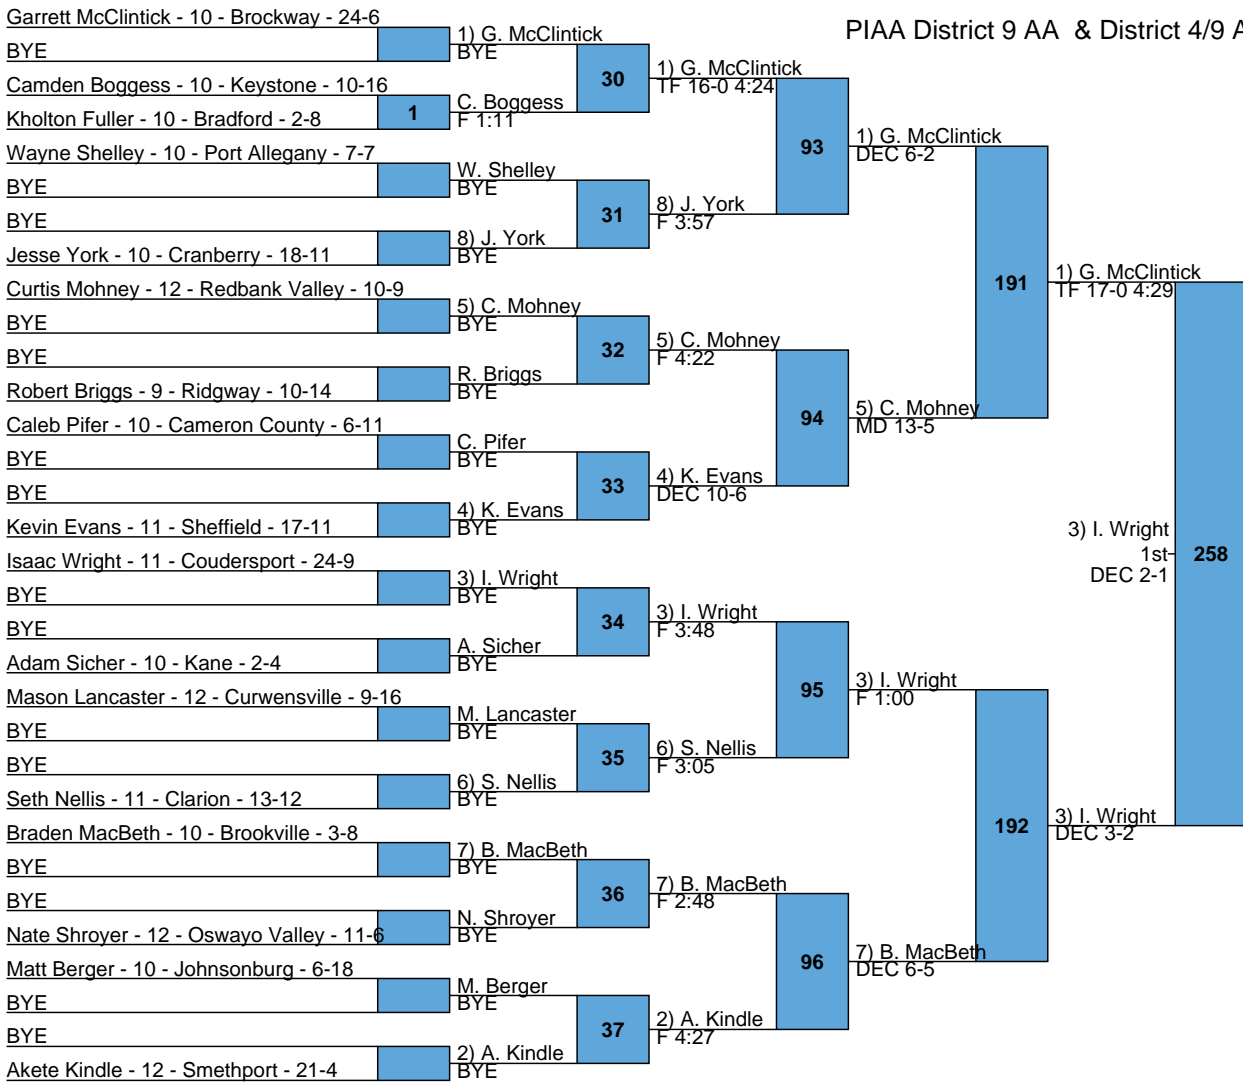 PIAA District 9 AA & District 4/9 A
Garrett McClintick - 10 - Brockway - 24-6
BYE
Camden Boggess - 10 - Keystone - 10-16
Kholton Fuller - 10 - Bradford - 2-8
Wayne Shelley - 10 - Port Allegany - 7-7
BYE
BYE
Jesse York - 10 - Cranberry - 18-11
Curtis Mohney - 12 - Redbank Valley - 10-9
BYE
BYE
Robert Briggs - 9 - Ridgway - 10-14
Caleb Pifer - 10 - Cameron County - 6-11
BYE
BYE
Kevin Evans - 11 - Sheffield - 17-11
Isaac Wright - 11 - Coudersport - 24-9
BYE
BYE
Adam Sicher - 10 - Kane - 2-4
Mason Lancaster - 12 - Curwensville - 9-16
BYE
BYE
Seth Nellis - 11 - Clarion - 13-12
Braden MacBeth - 10 - Brookville - 3-8
BYE
BYE
Nate Shroyer - 12 - Oswayo Valley - 11-6
Matt Berger - 10 - Johnsonburg - 6-18
BYE
BYE
Akete Kindle - 12 - Smethport - 21-4
1
1) G. McClintick
BYE
C. Boggess
F 1:11
W. Shelley
BYE
8) J. York
BYE
5) C. Mohney
BYE
R. Briggs
BYE
C. Pifer
BYE
4) K. Evans
BYE
3) I. Wright
BYE
A. Sicher
BYE
M. Lancaster
BYE
6) S. Nellis
BYE
7) B. MacBeth
BYE
N. Shroyer
BYE
M. Berger
BYE
2) A. Kindle
BYE
30
31
32
33
34
35
36
37
1) G. McClintick
TF 16-0 4:24
8) J. York
F 3:57
5) C. Mohney
F 4:22
4) K. Evans
DEC 10-6
3) I. Wright
F 3:48
6) S. Nellis
F 3:05
7) B. MacBeth
F 2:48
2) A. Kindle
F 4:27
93
94
95
96
1) G. McClintick
DEC 6-2
5) C. Mohney
MD 13-5
3) I. Wright
F 1:00
7) B. MacBeth
DEC 6-5
191
192
1) G. McClintick
TF 17-0 4:29
3) I. Wright
DEC 3-2
258
3) I. Wright
1st
DEC 2-1